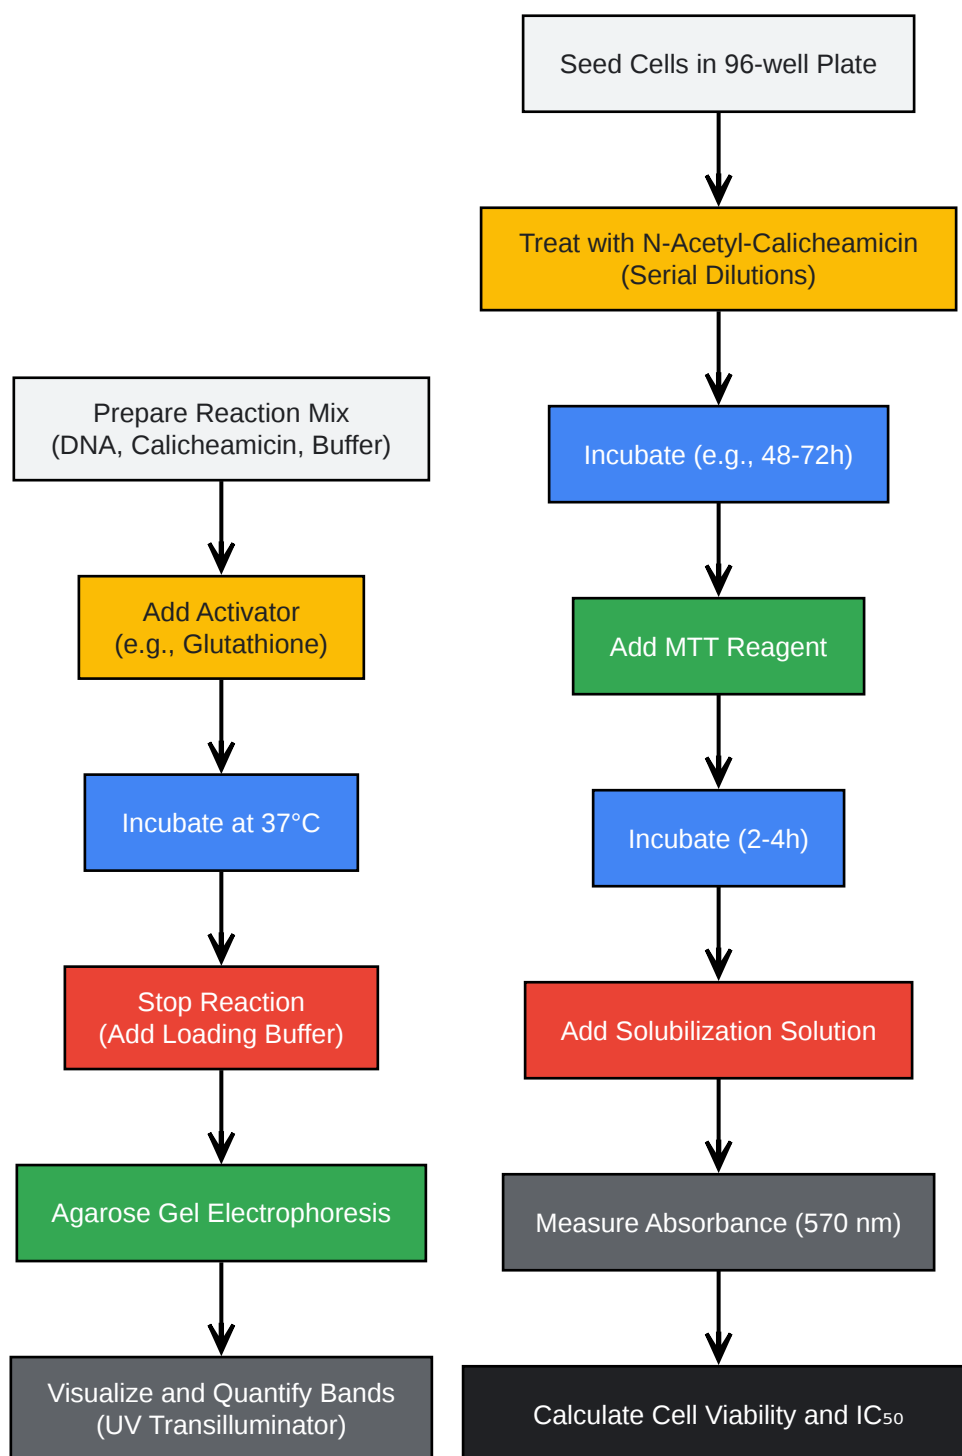 Prepare Reaction Mix
(DNA, Calicheamicin, Buffer)
Add Activator
(e.g., Glutathione)
Incubate at 37°C
Stop Reaction
(Add Loading Buffer)
Agarose Gel Electrophoresis
Visualize and Quantify Bands
(UV Transilluminator)
Seed Cells in 96-well Plate
Treat with N-Acetyl-Calicheamicin
(Serial Dilutions)
Incubate (e.g., 48-72h)
Add MTT Reagent
Incubate (2-4h)
Add Solubilization Solution
Measure Absorbance (570 nm)
Calculate Cell Viability and IC₅₀